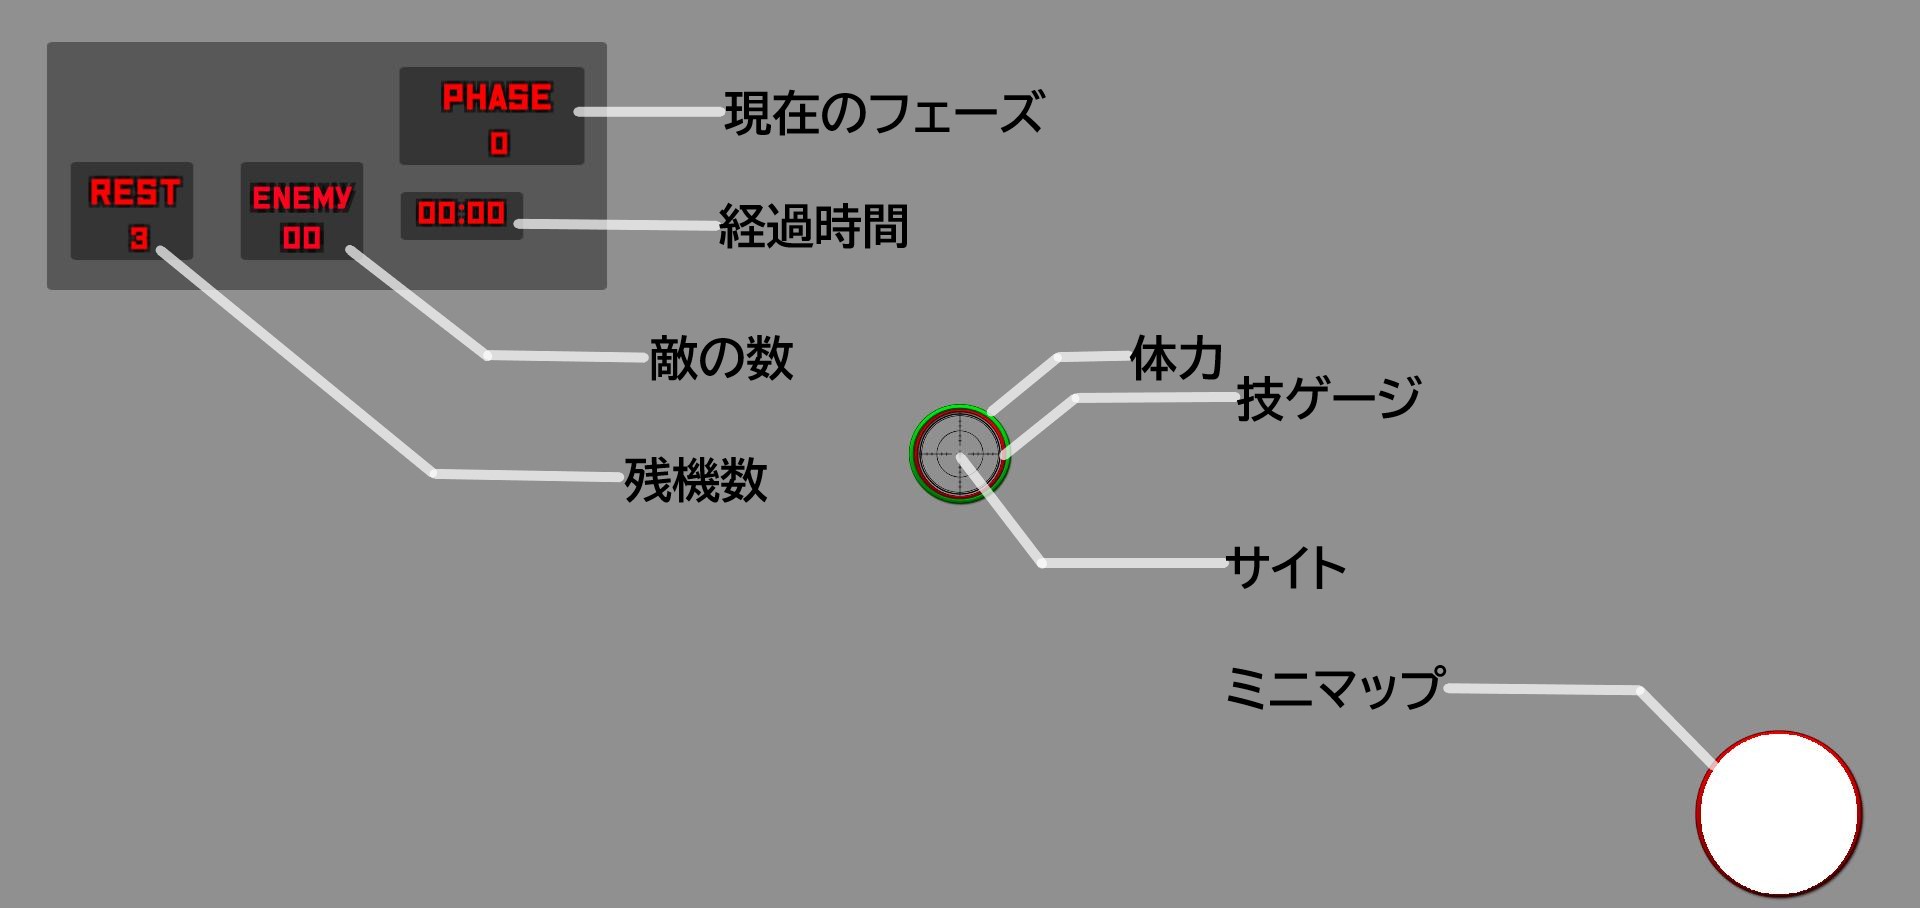 PHASE
0
現在のフェーズ
REST
3
ENEMY
00
00:00
経過時間
敵の数
体力
技ゲージ
残機数
サイト
ミニマップ